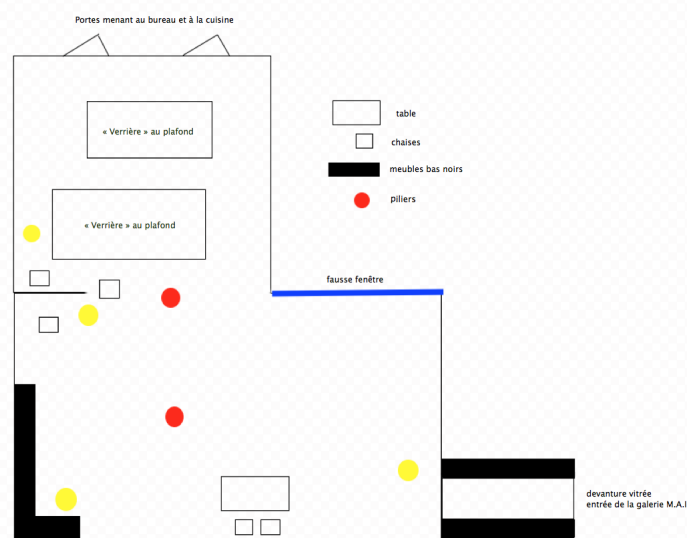 Portes menant au bureau et à la cuisine
« Verrière » au plafond
table
chaises
meubles bas noirs
piliers
« Verrière » au plafond
fausse fenêtre
devanture vitrée
entrée de la galerie M.A.I